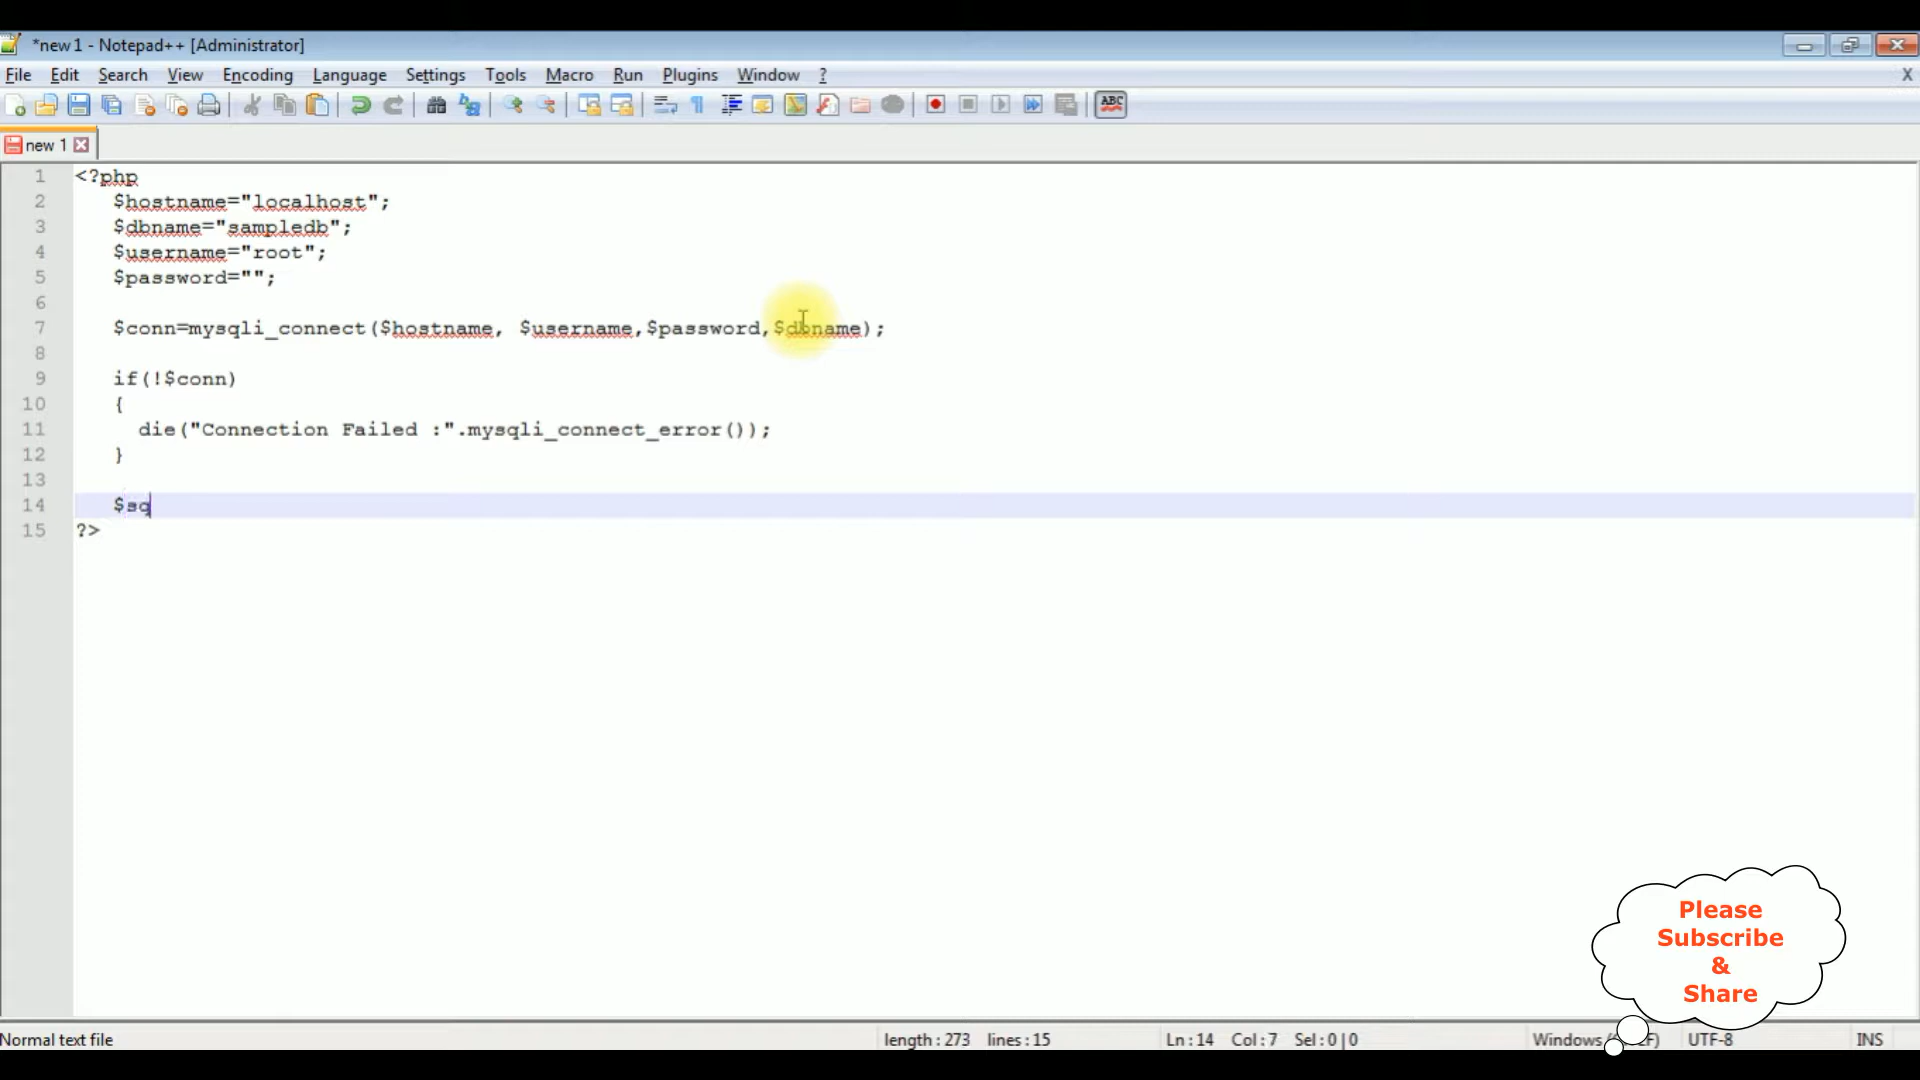 *new 1 - Notepad++ [Administrator]
File Edit Search View Encoding Language Settings Tools Macro Run Plugins Window ? X
ABC
new 1
1 <?php
2 $hostname="localhost";
3 $dbname="sampledb";
4 $username="root";
5 $password="";
6
7 $conn=mysqli_connect($hostname, $username,$password,$dbname);
8
9 if(!$conn)
10 {
11 die("Connection Failed :".mysqli_connect_error());
12 }
13
14 $sq
15 ?>
Please
Subscribe
&
Share
Normal text file length : 273 lines : 15 Ln : 14 Col : 7 Sel : 0 | 0 Windows UTF-8 INS